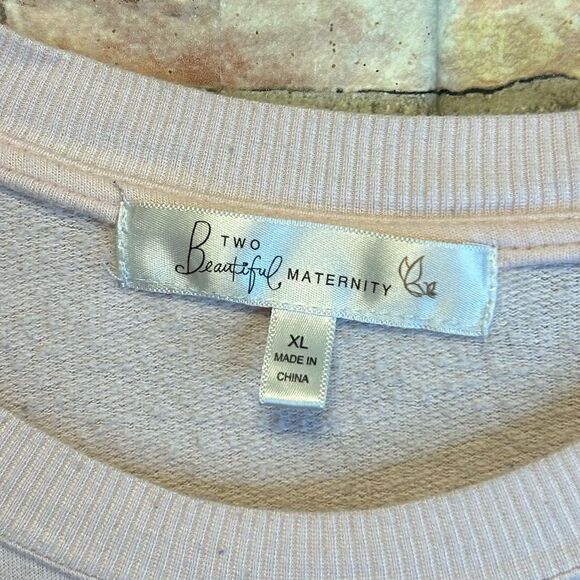 TWO
Beautiful MATERNITY
XL
MADE IN
CHINA